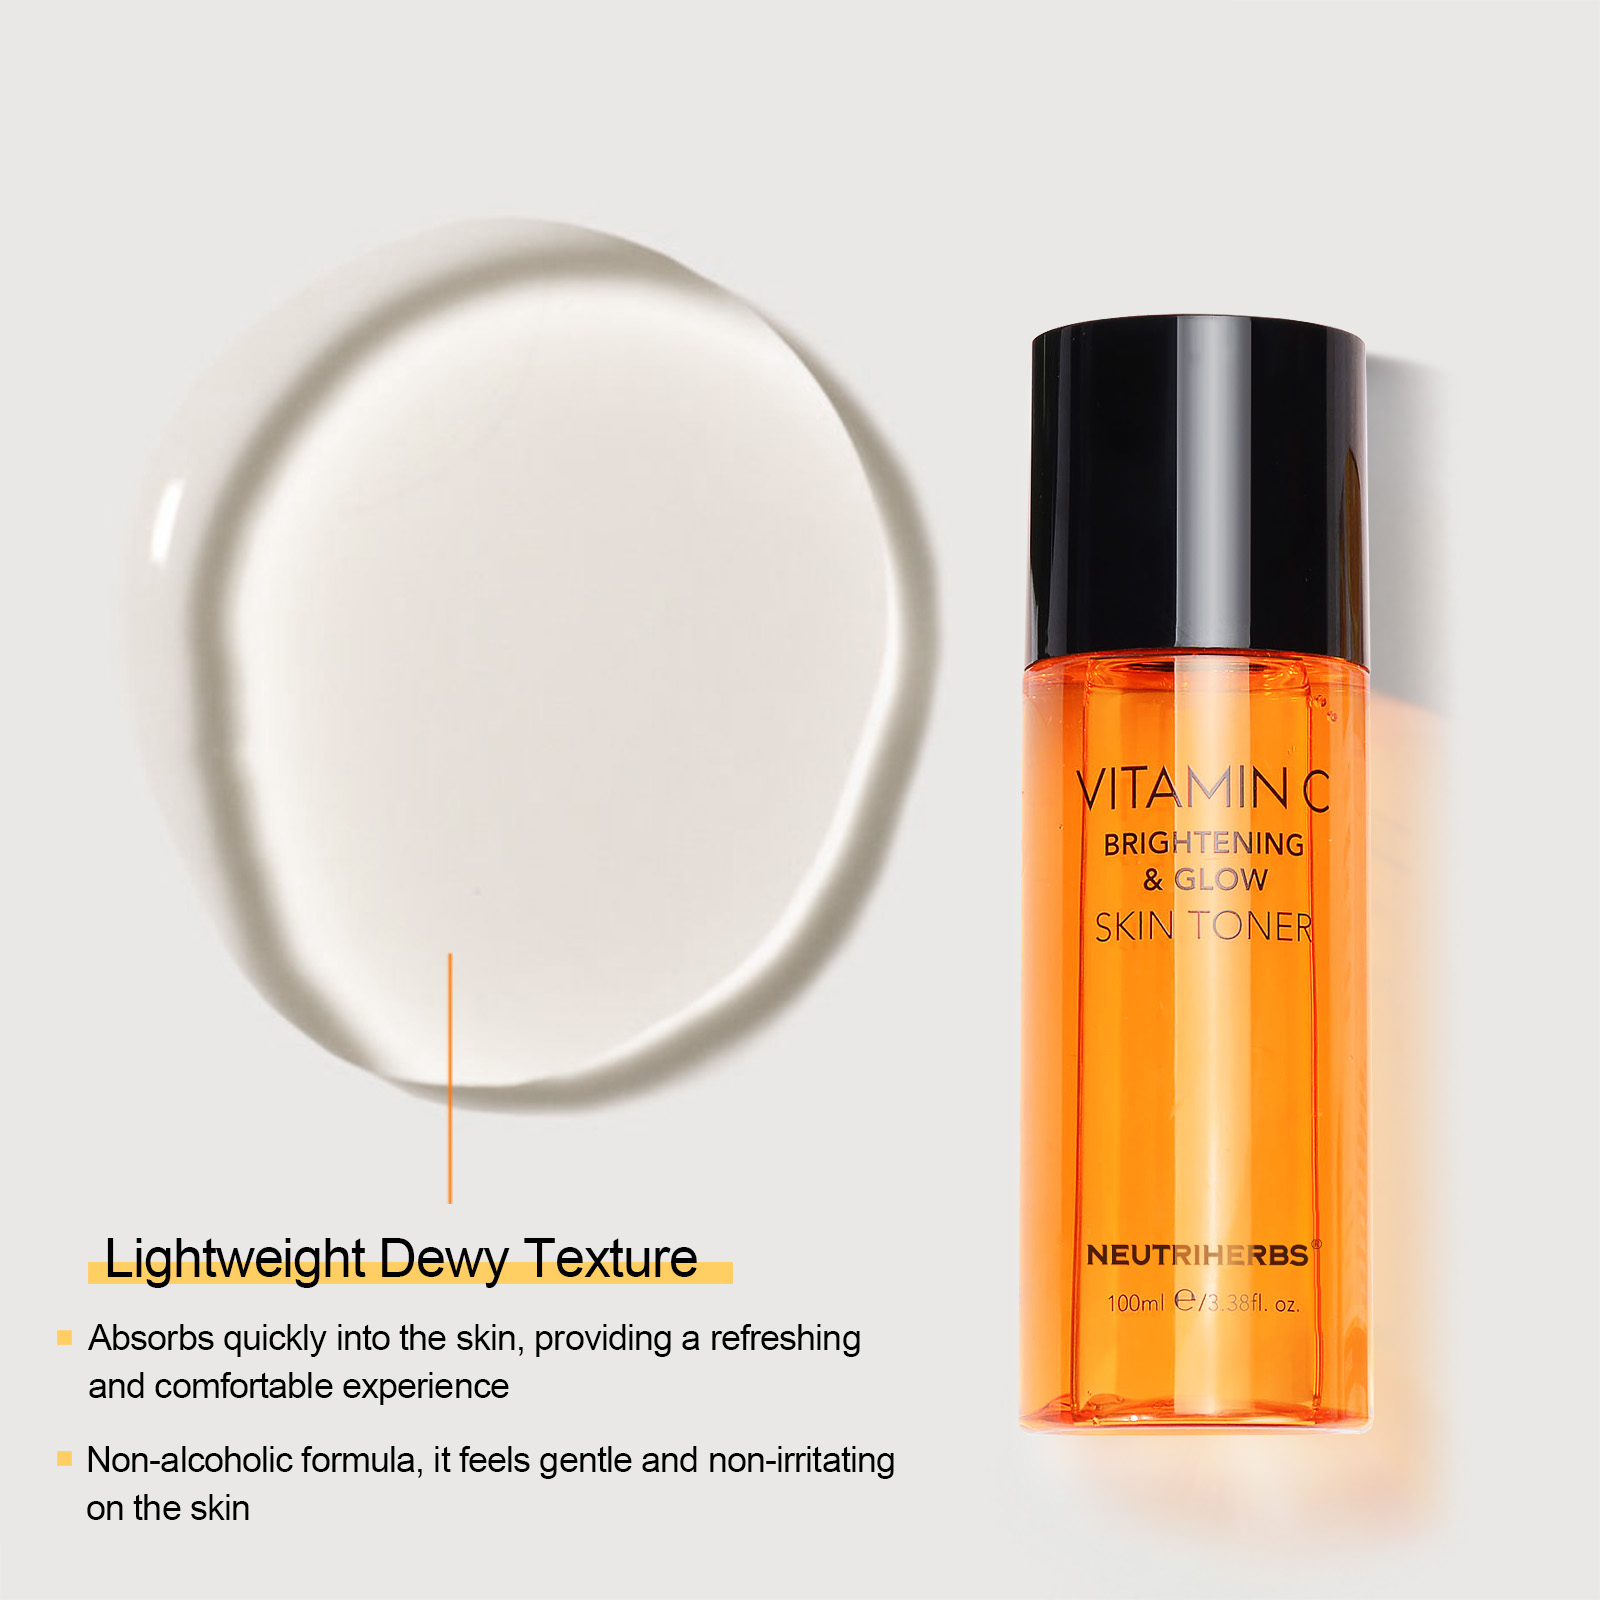 VITAMIN C
BRIGHTENING
& GLOW
SKIN TONER
NEUTRIHERBS®
100ml ℮/3.38fl. oz.
Lightweight Dewy Texture
Absorbs quickly into the skin, providing a refreshing
and comfortable experience
Non-alcoholic formula, it feels gentle and non-irritating
on the skin